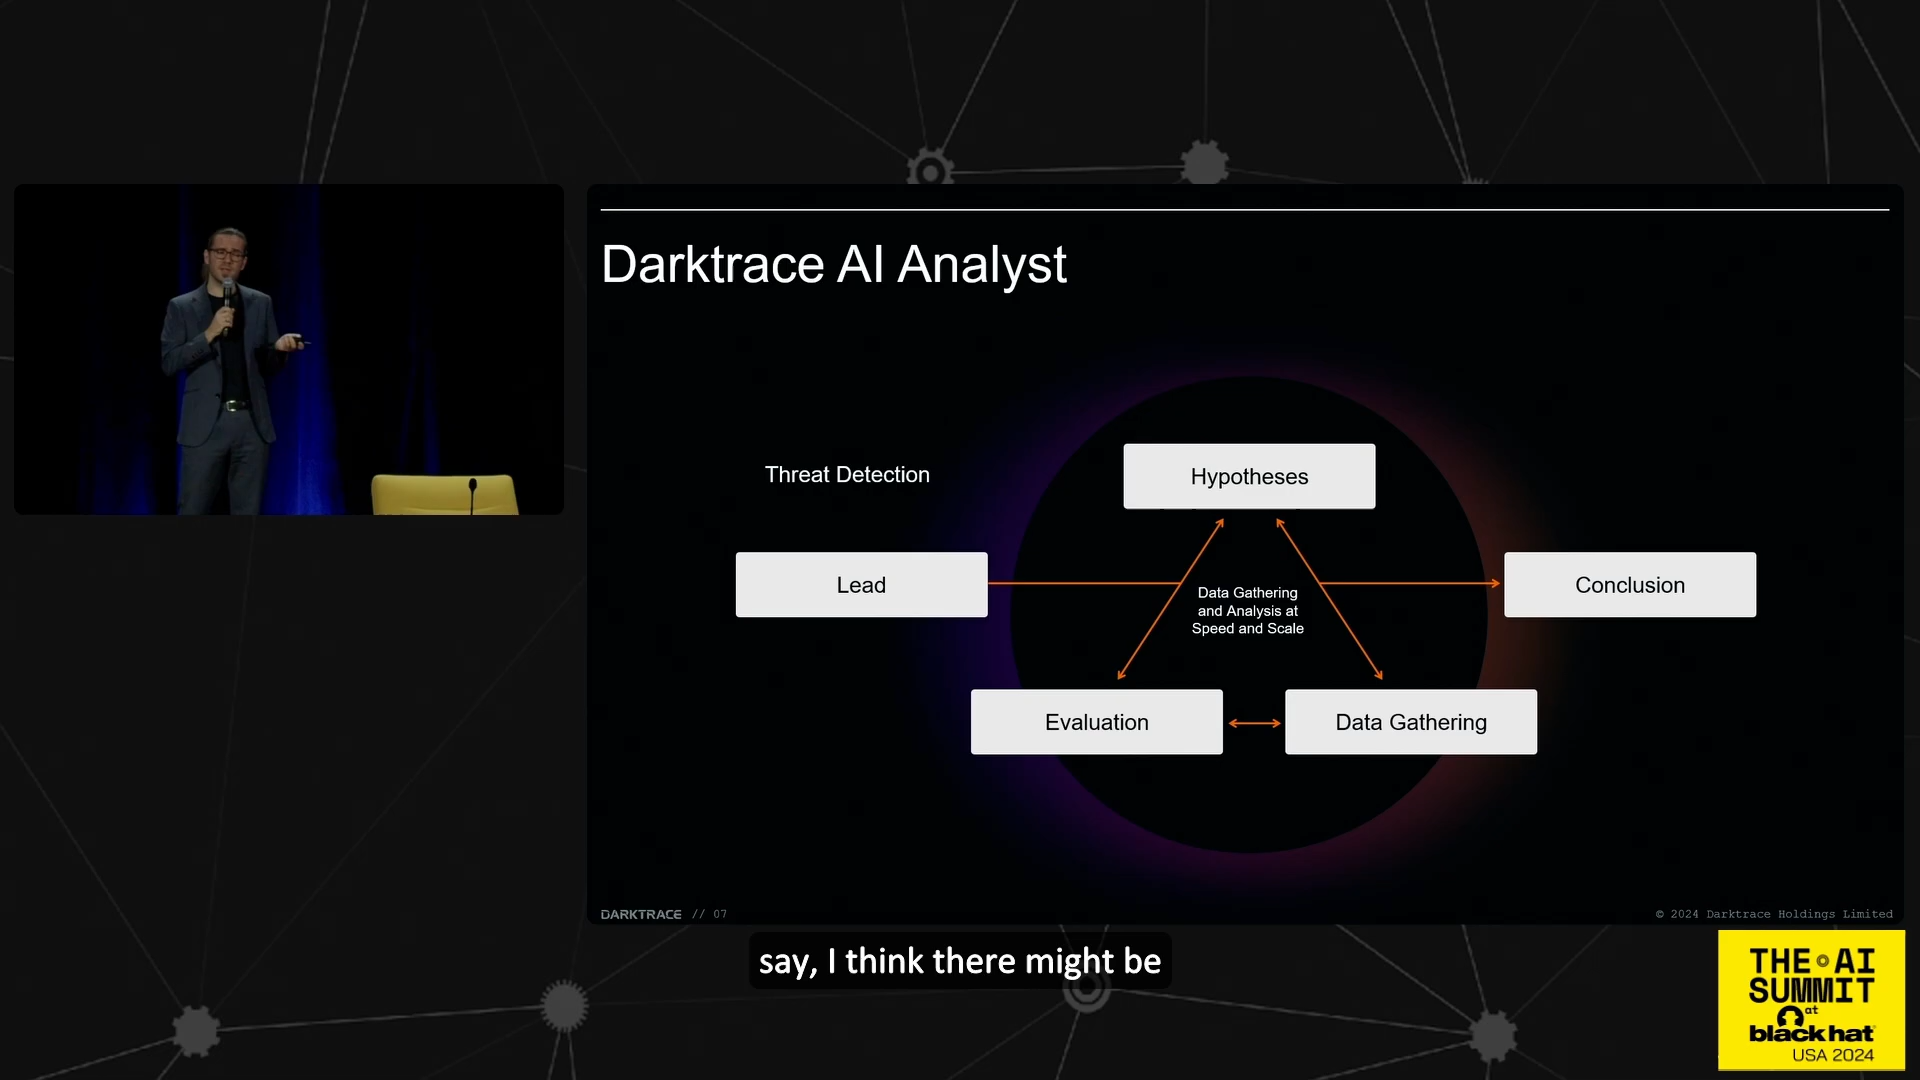 Darktrace AI Analyst
Threat Detection
Hypotheses
Lead
Data Gathering
and Analysis at
Speed and Scale
Conclusion
Evaluation
Data Gathering
DARKTRACE // 07
© 2024 Darktrace Holdings Limited
say, I think there might be
THE AI
SUMMIT
at
black hat
USA 2024